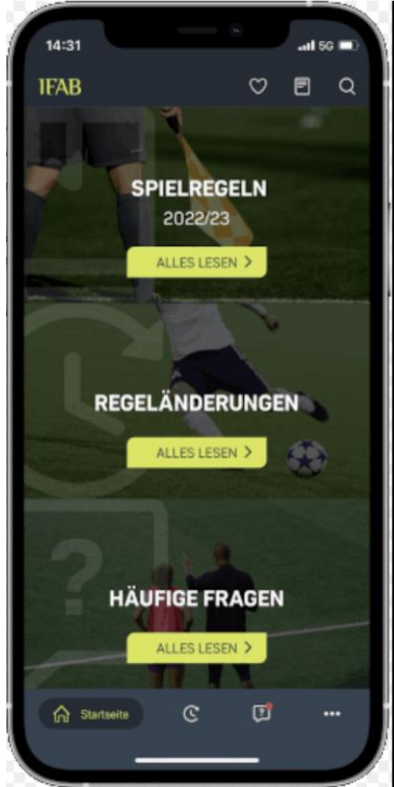 14:31
5G
IFAB
SPIELREGELN
2022/23
ALLES LESEN >
REGELÄNDERUNGEN
ALLES LESEN >
?
HÄUFIGE FRAGEN
ALLES LESEN >
Startseite
?